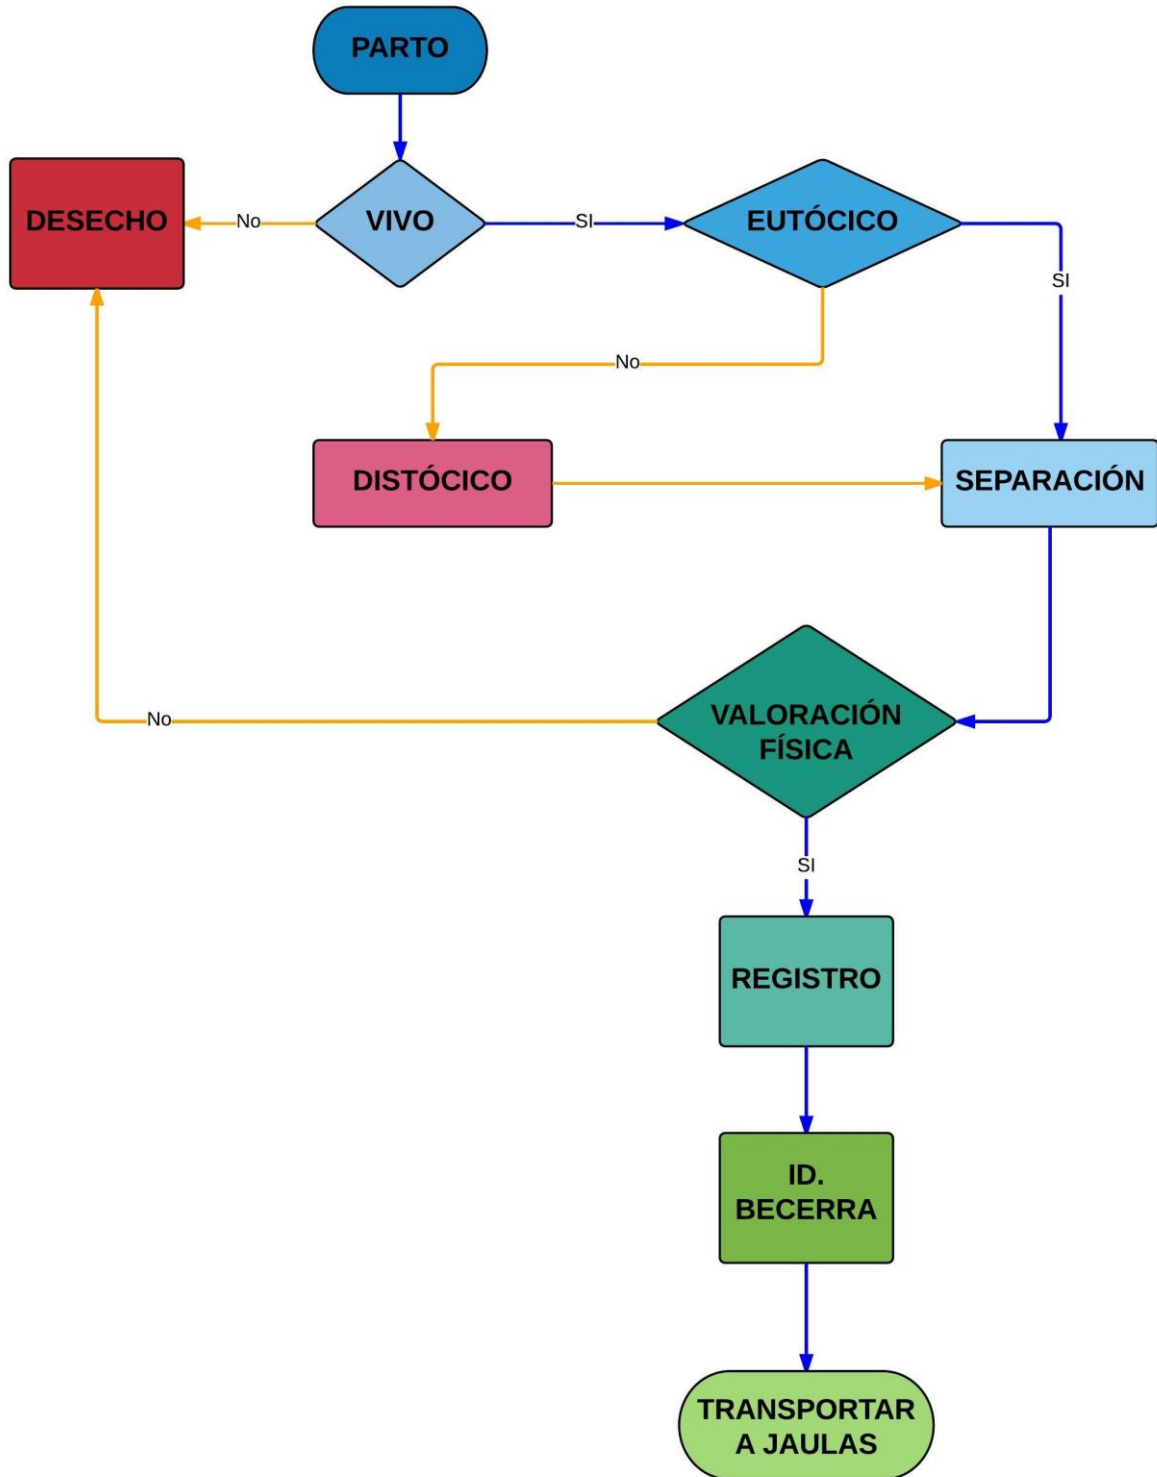 PARTO
DESECHO
No
VIVO
SI
EUTÓCICO
SI
No
DISTÓCICO
SEPARACIÓN
No
VALORACIÓN
FÍSICA
SI
REGISTRO
ID.
BECERRA
TRANSPORTAR
A JAULAS